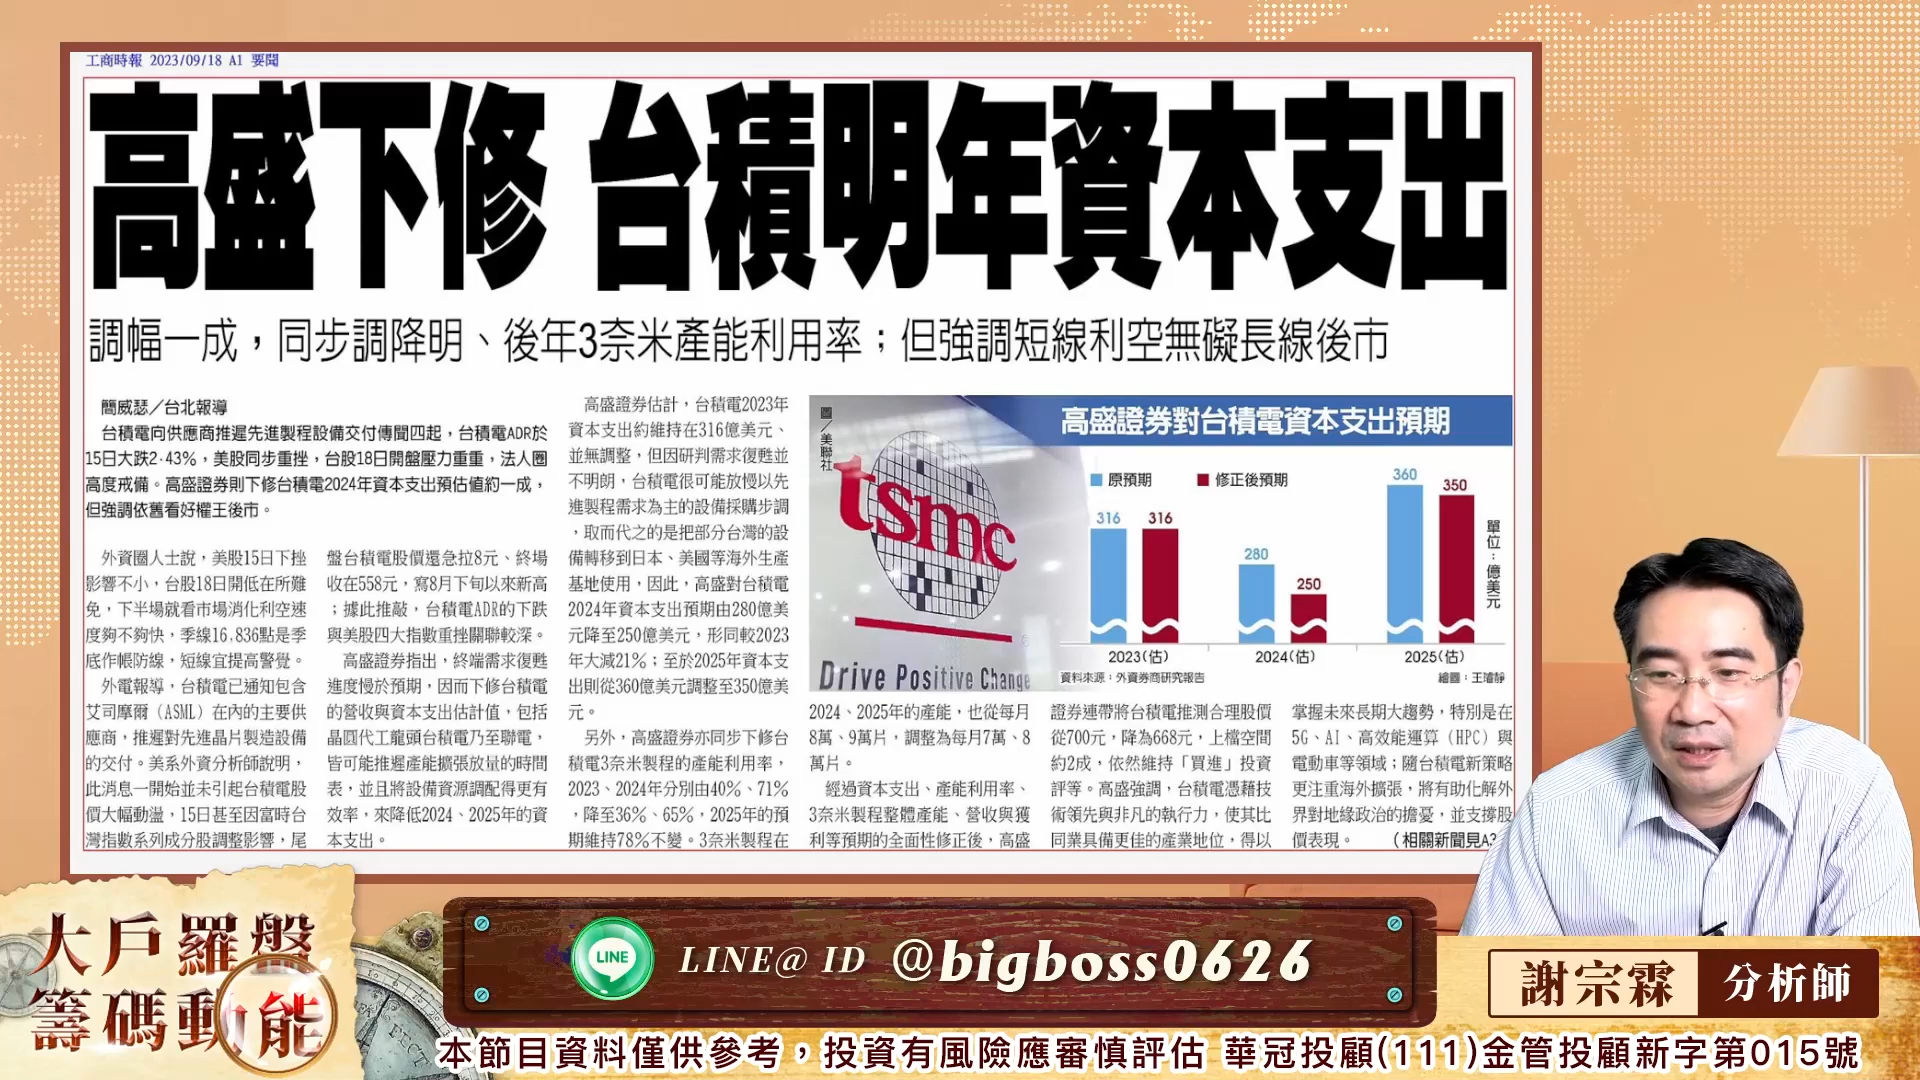 工商時報 2023/09/18 A1 要聞
高盛下修 台積明年資本支出
調幅一成，同步調降明、後年3奈米產能利用率；但強調短線利空無礙長線後市
簡威瑟／台北報導
台積電向供應商推遲先進製程設備交付傳聞四起，台積電ADR於
15日大跌2.43%，美股同步重挫，台股18日開盤壓力重重，法人圈
高度戒備。高盛證券則下修台積電2024年資本支出預估值約一成，
但強調依舊看好權王後市。
外資圈人士說，美股15日下挫
影響不小，台股18日開低在所難
免，下半場就看市場消化利空速
度夠不夠快，季線16,836點是季
底作帳防線，短線宜提高警覺。
外電報導，台積電已通知包含
艾司摩爾（ASML）在內的主要供
應商，推遲對先進晶片製造設備
的交付。美系外資分析師說明，
此消息一開始並未引起台積電股
價大幅動盪，15日甚至因富時台
灣指數系列成分股調整影響，尾
盤台積電股價還急拉8元、終場
收在558元，寫8月下旬以來新高
；據此推敲，台積電ADR的下跌
與美股四大指數重挫關聯較深。
高盛證券指出，終端需求復甦
進度慢於預期，因而下修台積電
的營收與資本支出估計值，包括
晶圓代工龍頭台積電乃至聯電，
皆可能推遲產能擴張放量的時間
表，並且將設備資源調配得更有
效率，來降低2024、2025年的資
本支出。
高盛證券估計，台積電2023年
資本支出約維持在316億美元、
並無調整，但因研判需求復甦並
不明朗，台積電很可能放慢以先
進製程需求為主的設備採購步調
，取而代之的是把部分台灣的設
備轉移到日本、美國等海外生產
基地使用，因此，高盛對台積電
2024年資本支出預期由280億美
元降至250億美元，形同較2023
年大減21%；至於2025年資本支
出則從360億美元調整至350億美
元。
另外，高盛證券亦同步下修台
積電3奈米製程的產能利用率，
2023、2024年分別由40%、71%
，降至36%、65%，2025年的預
期維持78%不變。3奈米製程在
圖／美聯社
tsmc
Drive Positive Change
高盛證券對台積電資本支出預期
原預期 修正後預期
316 316
280 250
360 350
單位：億美元
2023(估) 2024(估) 2025(估)
資料來源：外資券商研究報告 繪圖：王瓊靜
2024、2025年的產能，也從每月
8萬、9萬片，調整為每月7萬、8
萬片。
經過資本支出、產能利用率、
3奈米製程整體產能、營收與獲
利等預期的全面性修正後，高盛
證券連帶將台積電推測合理股價
從700元，降為668元，上檔空間
約2成，依然維持「買進」投資
評等。高盛強調，台積電憑藉技
術領先與非凡的執行力，使其比
同業具備更佳的產業地位，得以
掌握未來長期大趨勢，特別是在
5G、AI、高效能運算（HPC）與
電動車等領域；隨台積電新策略
更注重海外擴張，將有助化解外
界對地緣政治的擔憂，並支撐股
價表現。 （相關新聞見A3
大戶羅盤
籌碼動能
LINE
LINE@ ID @bigboss0626
謝宗霖 分析師
本節目資料僅供參考，投資有風險應審慎評估 華冠投顧(111)金管投顧新字第015號